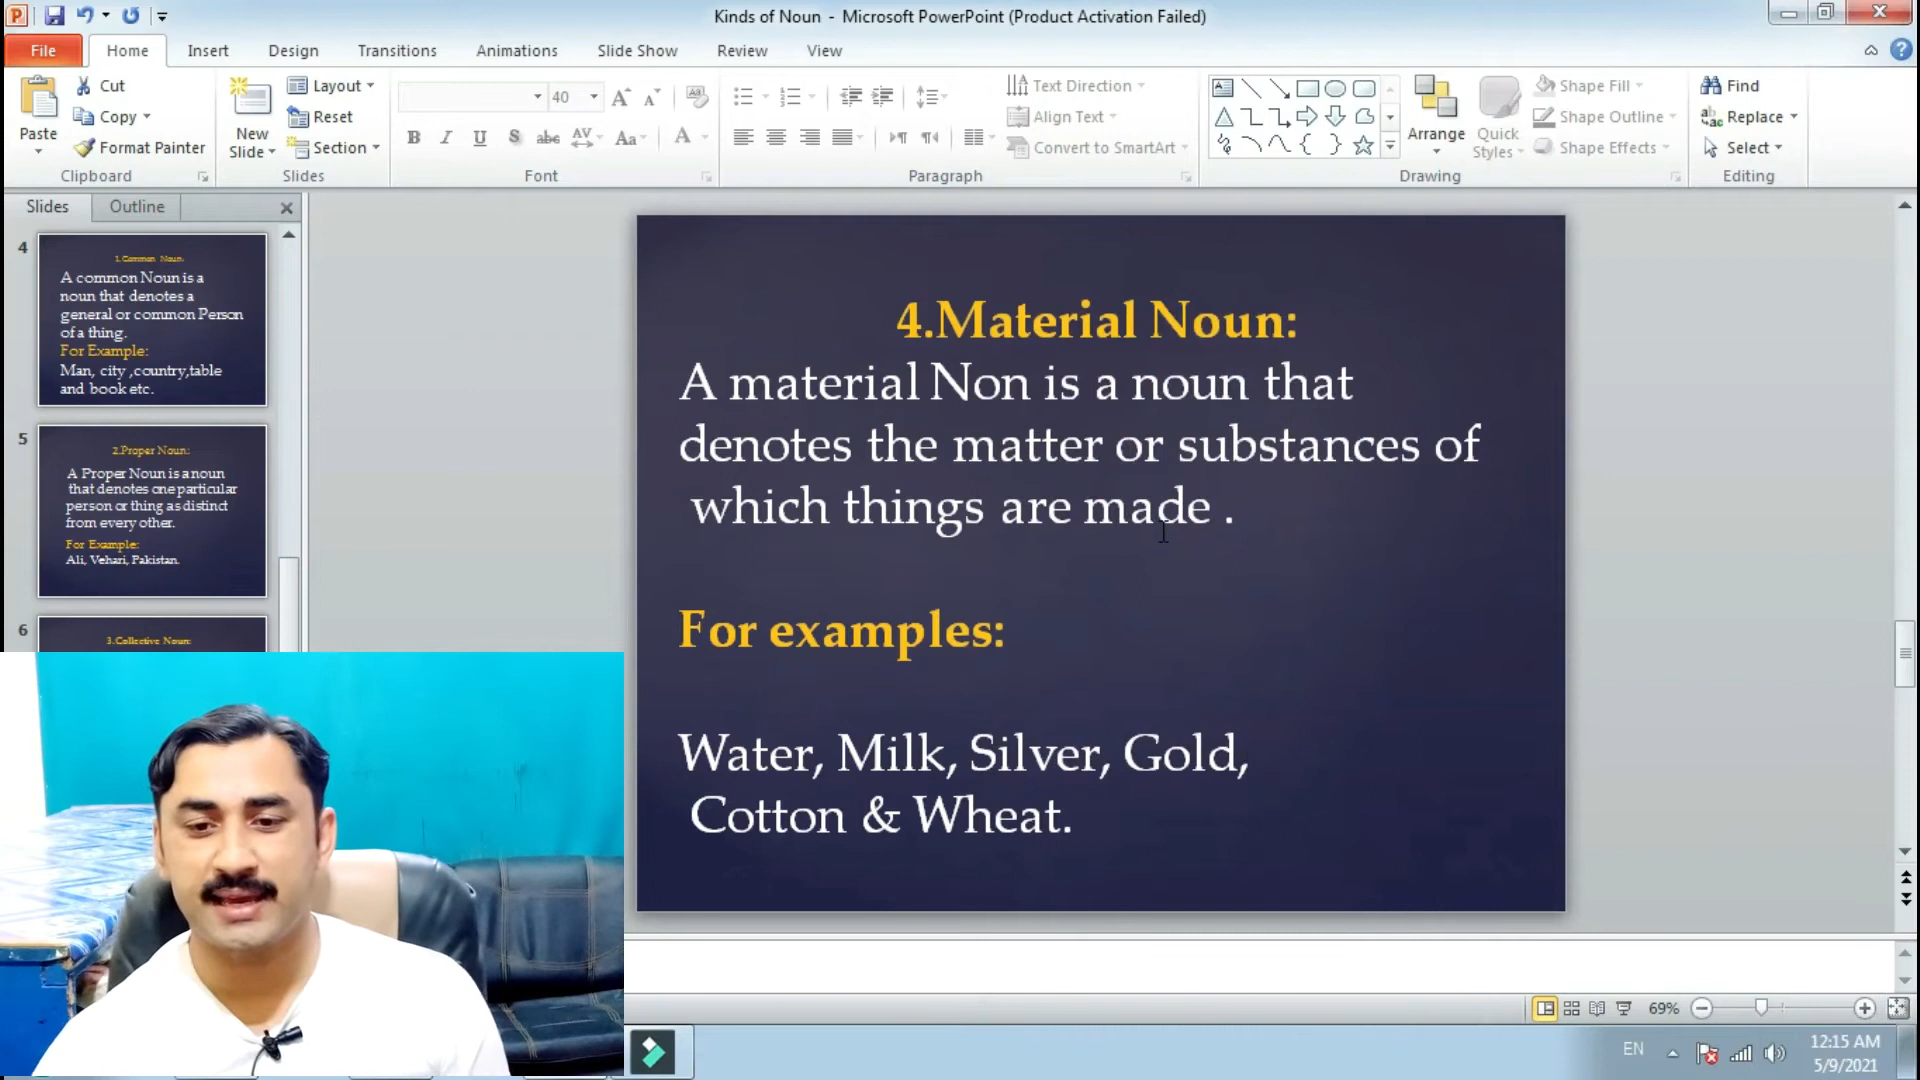 Kinds of Noun - Microsoft PowerPoint (Product Activation Failed)
File Home Insert Design Transitions Animations Slide Show Review View
Paste
Cut
Copy
Format Painter
Clipboard
New
Slide
Layout
Reset
Section
Slides
40
Font
Text Direction
Align Text
Convert to SmartArt
Paragraph
Arrange
Quick
Styles
Shape Fill
Shape Outline
Shape Effects
Drawing
Find
Replace
Select
Editing
Slides Outline
4
1.Common Noun:
A common Noun is a
noun that denotes a
general or common Person
of a thing.
For Example:
Man, city ,country,table
and book etc.
5
2.Proper Noun:
A Proper Noun is a noun
that denotes one particular
person or thing as distinct
from every other.
For Example:
Ali, Vehari, Pakistan.
6
3.Collective Noun:
4.Material Noun:
A material Non is a noun that
denotes the matter or substances of
which things are made .
For examples:
Water, Milk, Silver, Gold,
Cotton & Wheat.
69%
EN
12:15 AM
5/9/2021